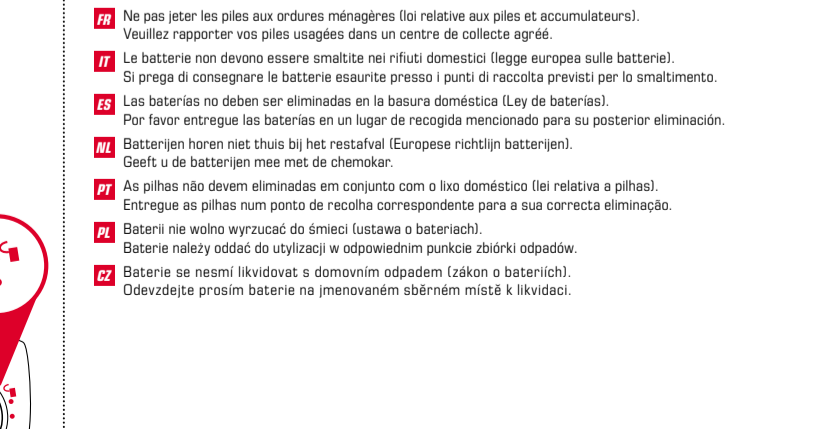 FR Ne pas jeter les piles aux ordures ménagères (loi relative aux piles et accumulateurs).
Veuillez rapporter vos piles usagées dans un centre de collecte agréé.
IT Le batterie non devono essere smaltite nei rifiuti domestici (legge europea sulle batterie).
Si prega di consegnare le batterie esaurite presso i punti di raccolta previsti per lo smaltimento.
ES Las baterías no deben ser eliminadas en la basura doméstica (Ley de baterías).
Por favor entregue las baterías en un lugar de recogida mencionado para su posterior eliminación.
NL Batterijen horen niet thuis bij het restafval (Europese richtlijn batterijen).
Geeft u de batterijen mee met de chemokar.
PT As pilhas não devem eliminadas em conjunto com o lixo doméstico (lei relativa a pilhas).
Entregue as pilhas num ponto de recolha correspondente para a sua correcta eliminação.
PL Baterii nie wolno wyrzucać do śmieci (ustawa o bateriach).
Baterie należy oddać do utylizacji w odpowiednim punkcie zbiórki odpadów.
CZ Baterie se nesmí likvidovat s domovním odpadem (zákon o bateriích).
Odevzdejte prosím baterie na jmenovaném sběrném místě k likvidaci.